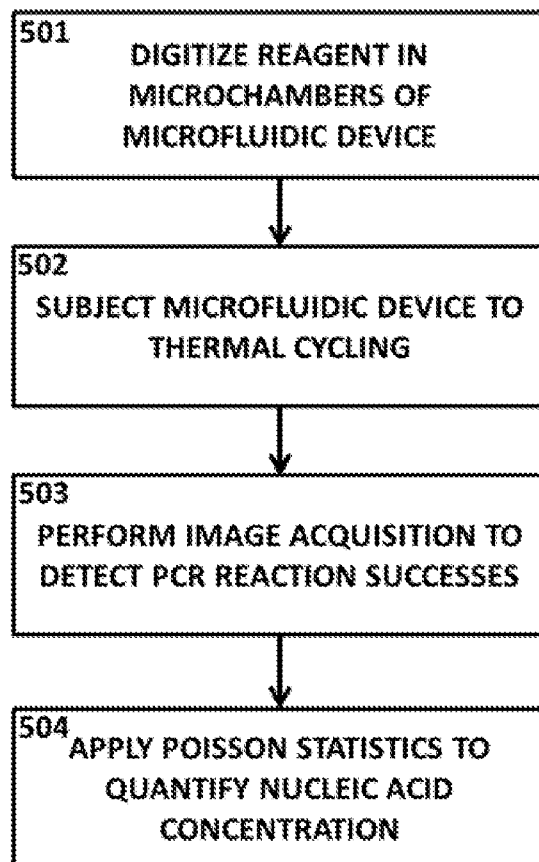 501
DIGITIZE REAGENT IN
MICROCHAMBERS OF
MICROFLUIDIC DEVICE
502
SUBJECT MICROFLUIDIC DEVICE TO
THERMAL CYCLING
503
PERFORM IMAGE ACQUISITION TO
DETECT PCR REACTION SUCCESSES
504
APPLY POISSON STATISTICS TO
QUANTIFY NUCLEIC ACID
CONCENTRATION